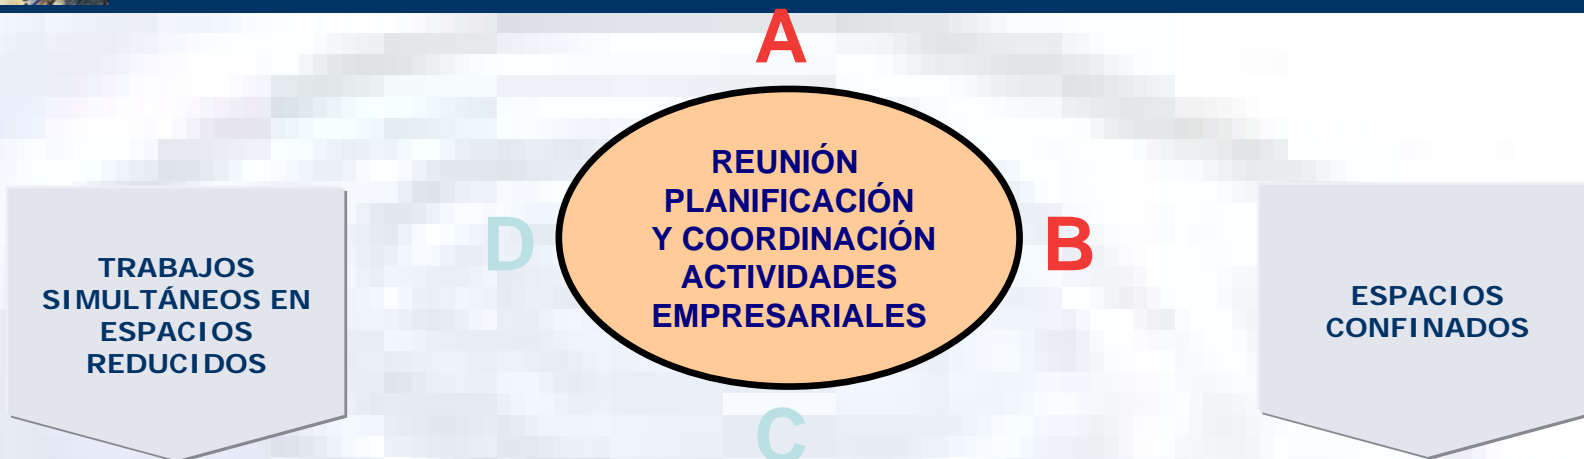 A
REUNIÓN
PLANIFICACIÓN
Y COORDINACIÓN
ACTIVIDADES
EMPRESARIALES
D
B
C
TRABAJOS
SIMULTÁNEOS EN
ESPACIOS
REDUCIDOS
ESPACIOS
CONFINADOS